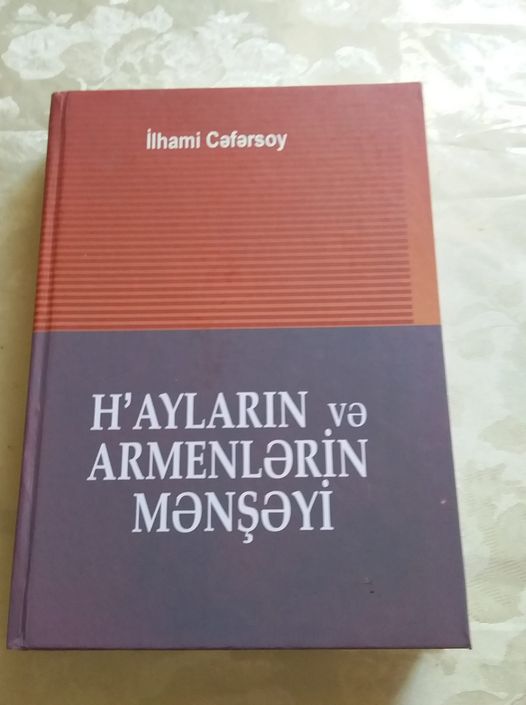 İlhami Cəfərsoy
H'AYLARIN və
ARMENLƏRİN
MƏNŞƏYİ